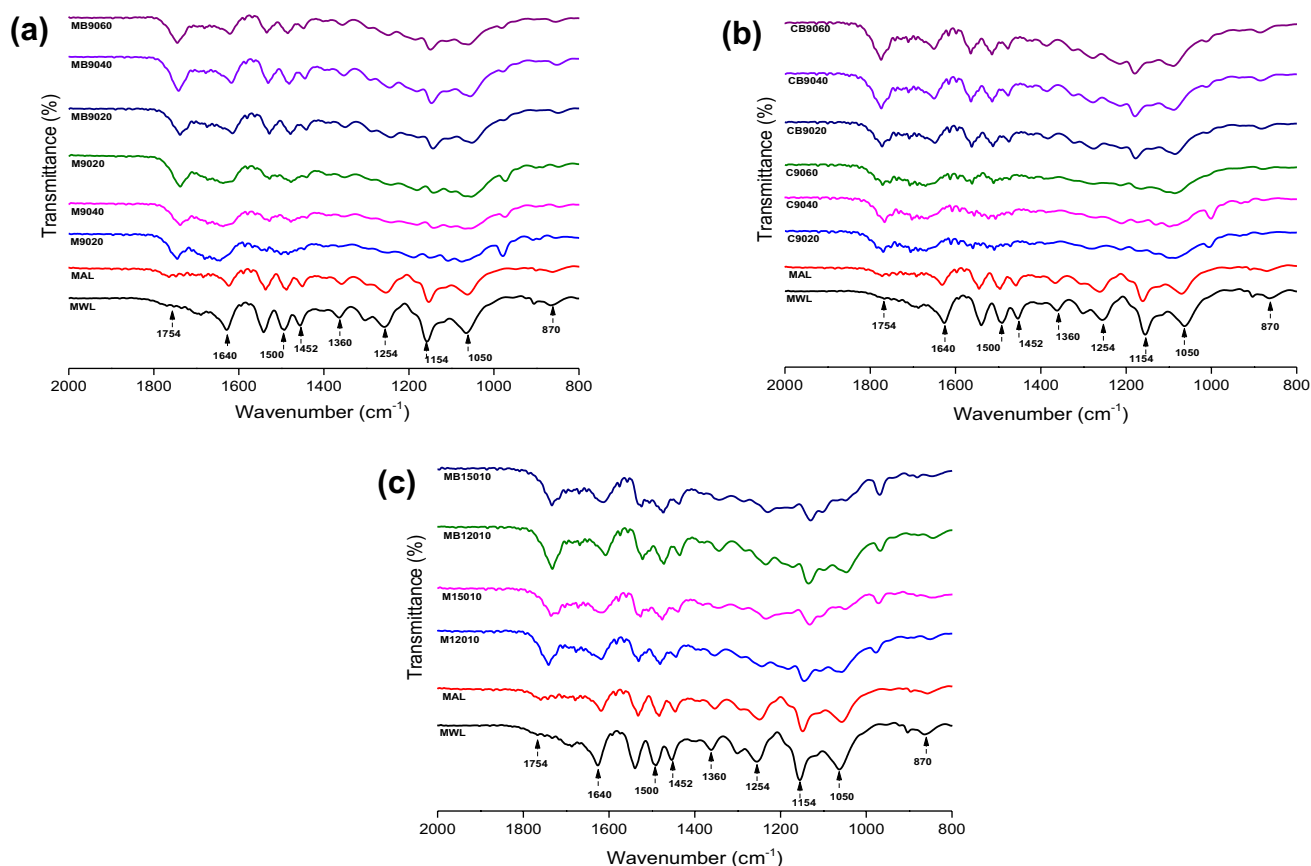 (a)
MB9060
MB9040
MB9020
M9020
M9040
M9020
MAL
MWL
1754
1640
1500
1452
1360
1254
1154
1050
870
Transmittance (%)
2000 1800 1600 1400 1200 1000 800
Wavenumber (cm⁻¹)
(b)
CB9060
CB9040
CB9020
C9060
C9040
C9020
MAL
MWL
1754
1640
1500
1452
1360
1254
1154
1050
870
Transmittance (%)
2000 1800 1600 1400 1200 1000 800
Wavenumber (cm⁻¹)
(c)
MB15010
MB12010
M15010
M12010
MAL
MWL
1754
1640
1500
1452
1360
1254
1154
1050
870
Transmittance (%)
2000 1800 1600 1400 1200 1000 800
Wavenumber (cm⁻¹)